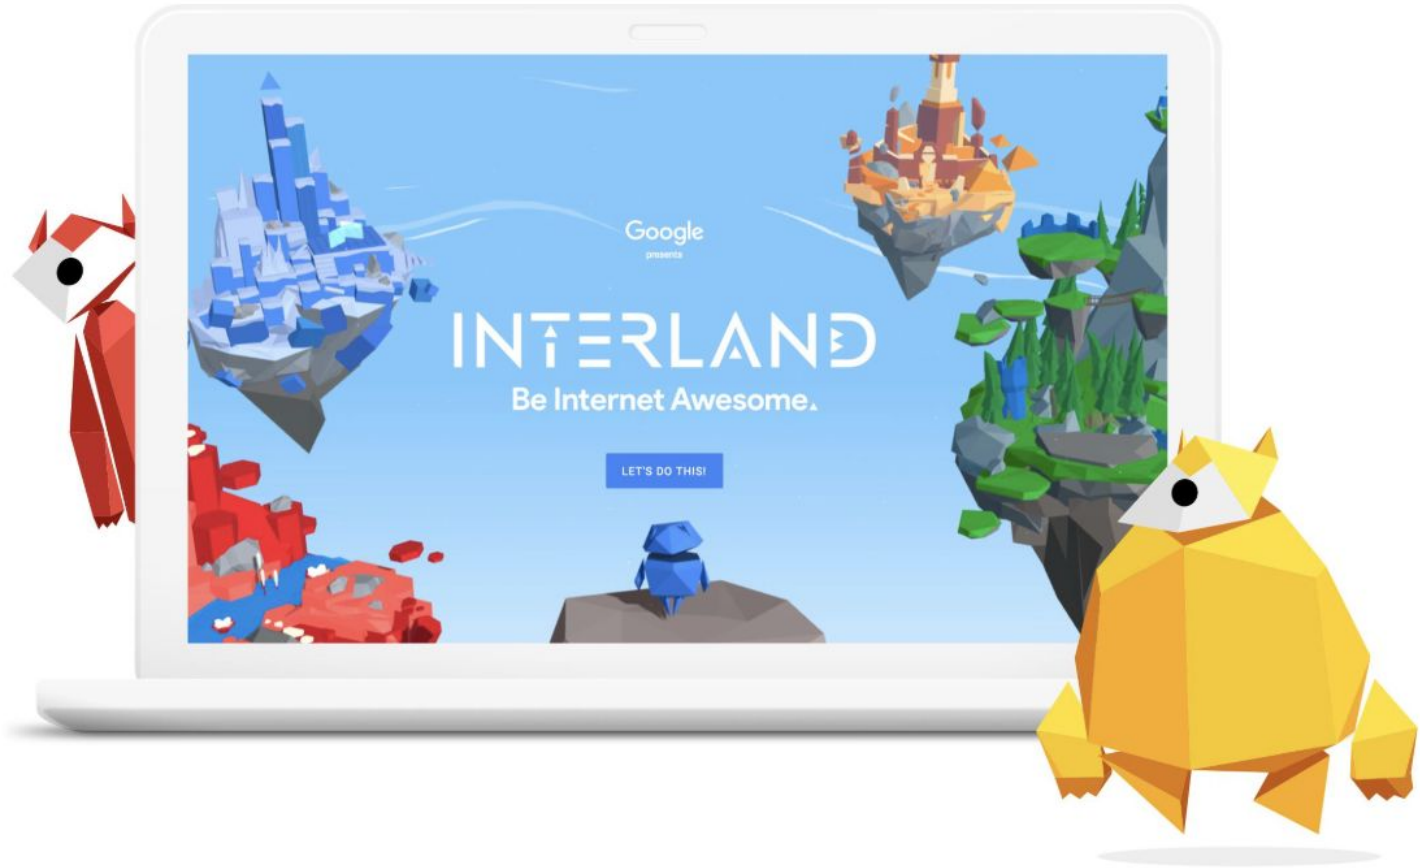 Google
presents
INTERLAND
Be Internet Awesome.
LET'S DO THIS!